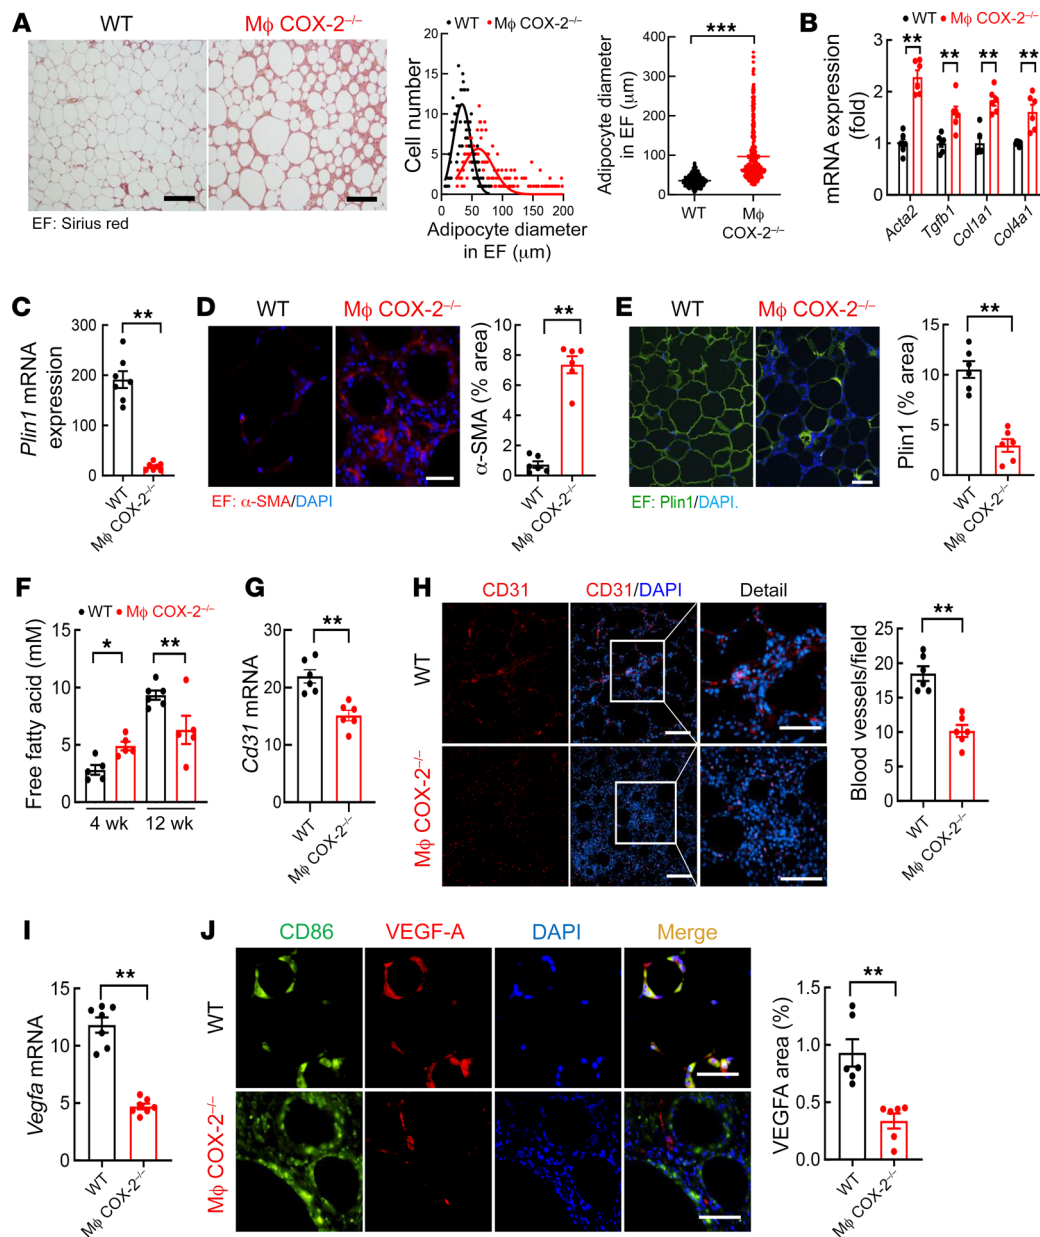 A
WT
Mϕ COX-2–/–
EF: Sirius red
WT
Mϕ COX-2–/–
Cell number
20
15
10
5
0
0 50 100 150 200
Adipocyte diameter
in EF (μm)
***
Adipocyte diameter
in EF (μm)
400
300
200
100
0
WT
Mϕ
COX-2–/–
B
WT
Mϕ COX-2–/–
mRNA expression
(fold)
3
2
1
0
** ** ** **
Acta2
Tgfb1
Col1a1
Col4a1
C
**
Plin1 mRNA
expression
300
200
100
0
WT
Mϕ COX-2–/–
D
WT
Mϕ COX-2–/–
EF: α-SMA/DAPI
**
α-SMA (% area)
10
8
6
4
2
0
WT
Mϕ COX-2–/–
E
WT
Mϕ COX-2–/–
EF: Plin1/DAPI.
**
Plin1 (% area)
15
10
5
0
WT
Mϕ COX-2–/–
F
WT
Mϕ COX-2–/–
Free fatty acid (mM)
15
10
5
0
* **
4 wk 12 wk
G
**
Cd31 mRNA
30
20
10
0
WT
Mϕ COX-2–/–
H
CD31
CD31/DAPI
Detail
WT
Mϕ COX-2–/–
**
Blood vessels/field
25
20
15
10
5
0
WT
Mϕ COX-2–/–
I
**
Vegfa mRNA
15
10
5
0
WT
Mϕ COX-2–/–
J
CD86
VEGF-A
DAPI
Merge
WT
Mϕ COX-2–/–
**
VEGFA area (%)
1.5
1.0
0.5
0.0
WT
Mϕ COX-2–/–